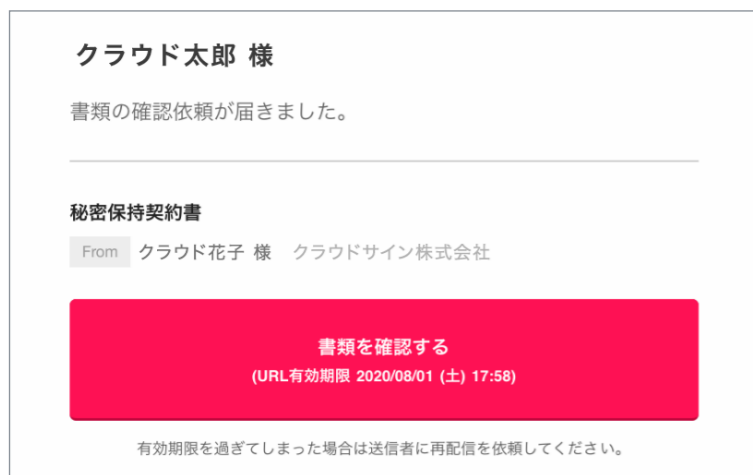 クラウド太郎 様
書類の確認依頼が届きました。
秘密保持契約書
From クラウド花子 様 クラウドサイン株式会社
書類を確認する
(URL有効期限 2020/08/01 (土) 17:58)
有効期限を過ぎてしまった場合は送信者に再配信を依頼してください。